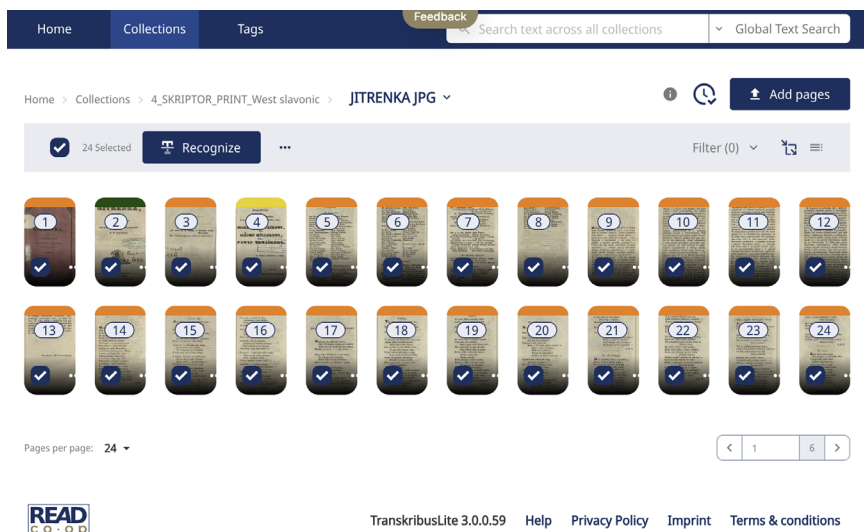 Feedback
Home Collections Tags Search text across all collections Global Text Search
Home > Collections > 4_SKRIPTOR_PRINT_West slavonic > JITRENKA JPG Add pages
24 Selected Recognize ... Filter (0)
1 2 3 4 5 6 7 8 9 10 11 12
13 14 15 16 17 18 19 20 21 22 23 24
Pages per page: 24 < 1 6 >
READ
CO·OP
TranskribusLite 3.0.0.59 Help Privacy Policy Imprint Terms & conditions